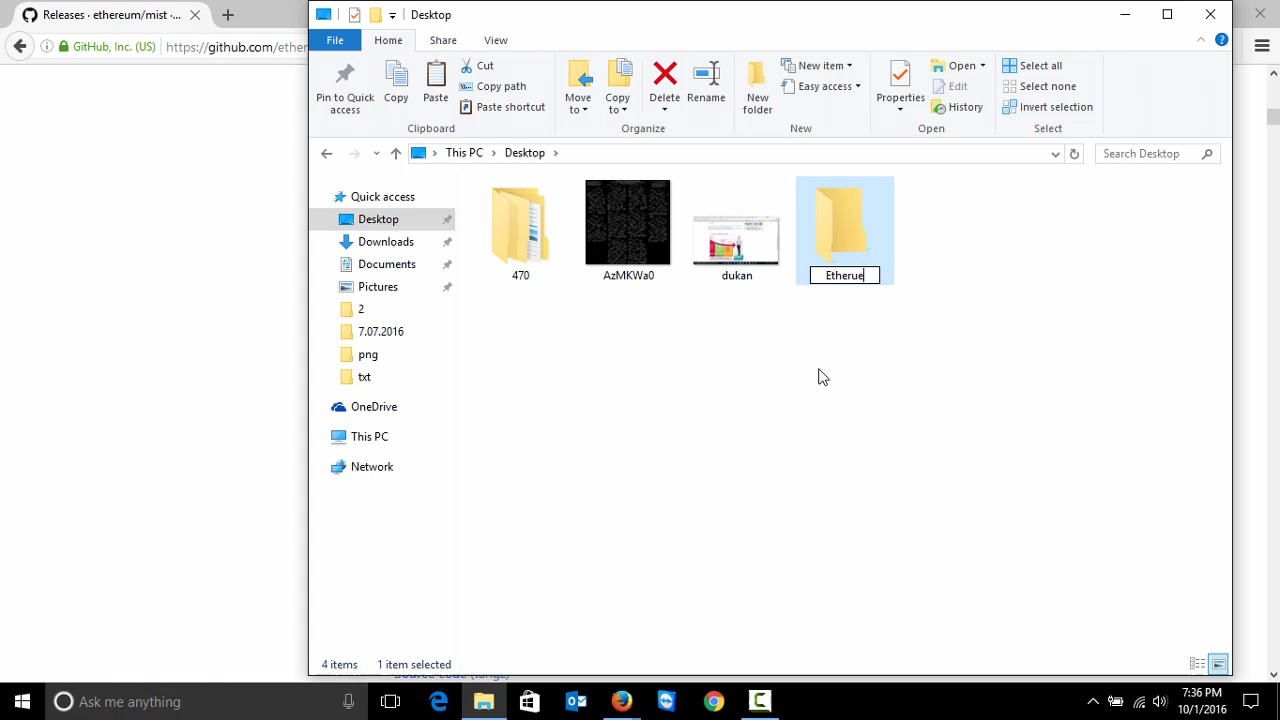 Releases · ethereum/mist ·
GitHub, Inc. (US)
https://github.com/ether
Desktop
File
Home
Share
View
Pin to Quick access
Copy
Paste
Cut
Copy path
Paste shortcut
Clipboard
Move to
Copy to
Delete
Rename
Organize
New folder
New item
Easy access
New
Properties
Open
Edit
History
Open
Select all
Select none
Invert selection
Select
This PC
Desktop
Search Desktop
Quick access
Desktop
Downloads
Documents
Pictures
2
7.07.2016
png
txt
OneDrive
This PC
Network
470
AzMKWa0
dukan
Etherue
4 items
1 item selected
Source code (targz)
Ask me anything
7:36 PM
10/1/2016